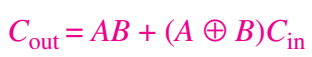 C_out = AB + (A ⊕ B)C_in